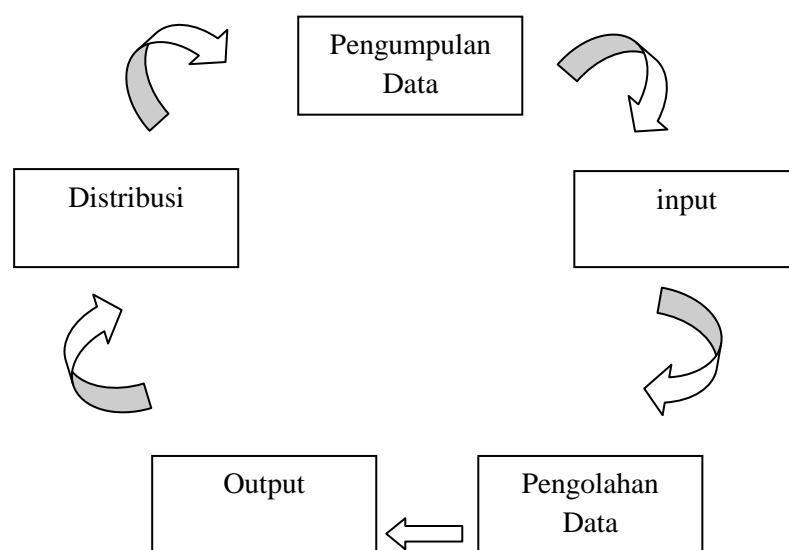 Pengumpulan
Data
Distribusi
input
Output
Pengolahan
Data